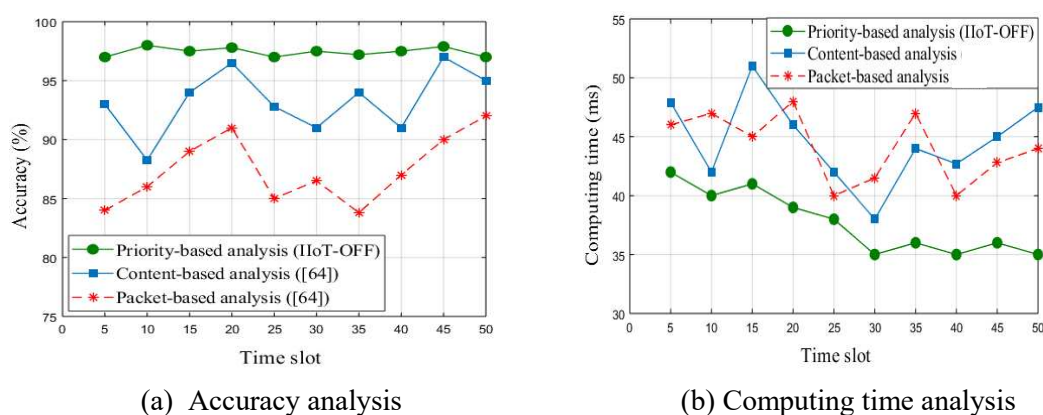 100
95
90
85
80
75
Accuracy (%)
Priority-based analysis (IIoT-OFF)
Content-based analysis ([64])
Packet-based analysis ([64])
0 5 10 15 20 25 30 35 40 45 50
Time slot
(a) Accuracy analysis
Priority-based analysis (IIoT-OFF)
Content-based analysis
Packet-based analysis
55
50
45
40
35
30
Computing time (ms)
0 5 10 15 20 25 30 35 40 45 50
Time slot
(b) Computing time analysis